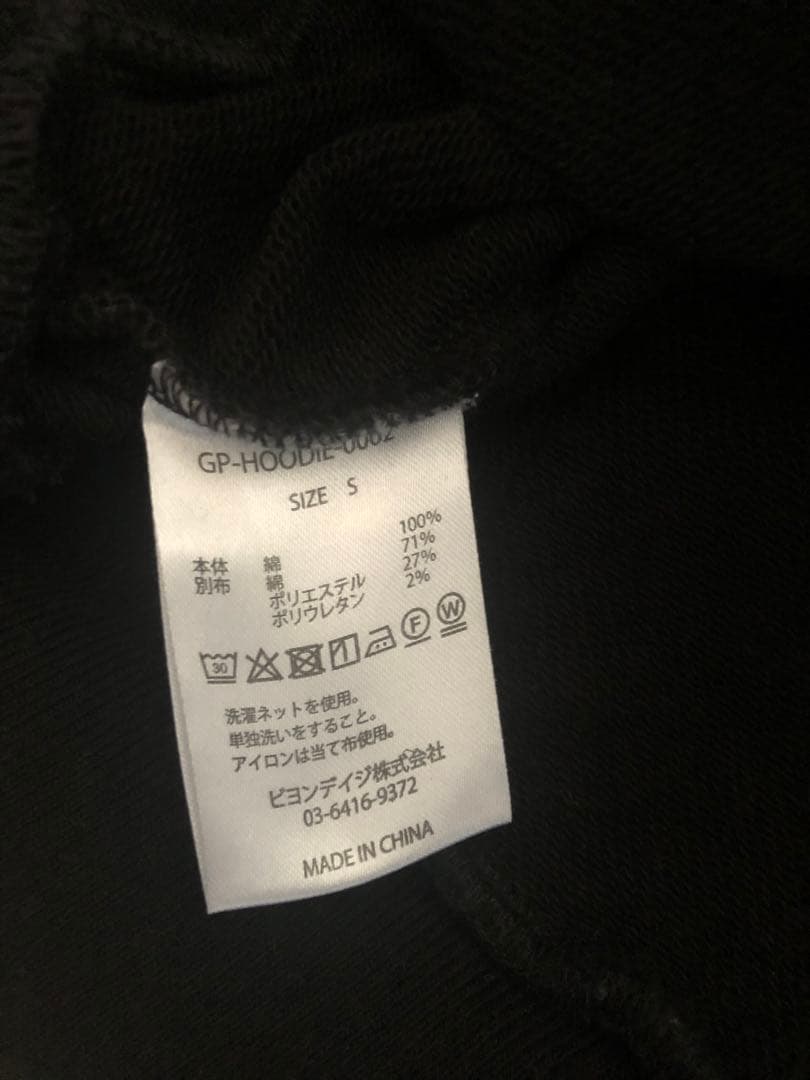 GP-HOODIE-0062
SIZE S
本体 綿 100%
別布 綿 71%
ポリエステル 27%
ポリウレタン 2%
30 F W
洗濯ネットを使用。
単独洗いをすること。
アイロンは当て布使用。
ビヨンデイジ株式会社
03-6416-9372
MADE IN CHINA